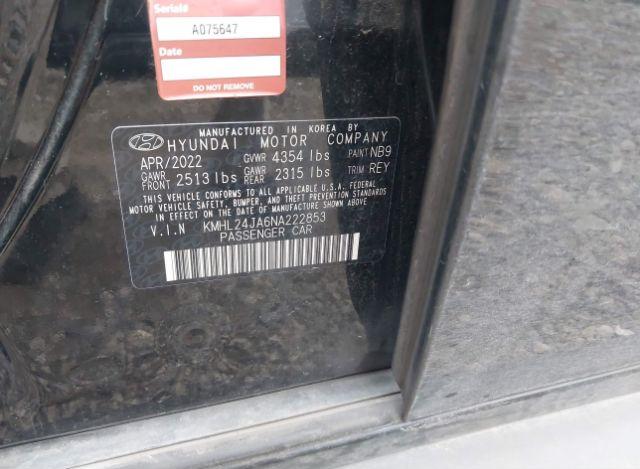 Serial#
A075647
Date
DO NOT REMOVE
MANUFACTURED IN KOREA BY
HYUNDAI MOTOR COMPANY
APR/2022 GVWR 4354 lbs PAINT NB9
GAWR FRONT 2513 lbs GAWR REAR 2315 lbs TRIM REY
THIS VEHICLE CONFORMS TO ALL APPLICABLE U.S.A. FEDERAL
MOTOR VEHICLE SAFETY, BUMPER, AND THEFT PREVENTION STANDARDS
IN EFFECT ON THE DATE OF MANUFACTURE SHOWN ABOVE
V.I.N KMHL24JA6NA222853
PASSENGER CAR